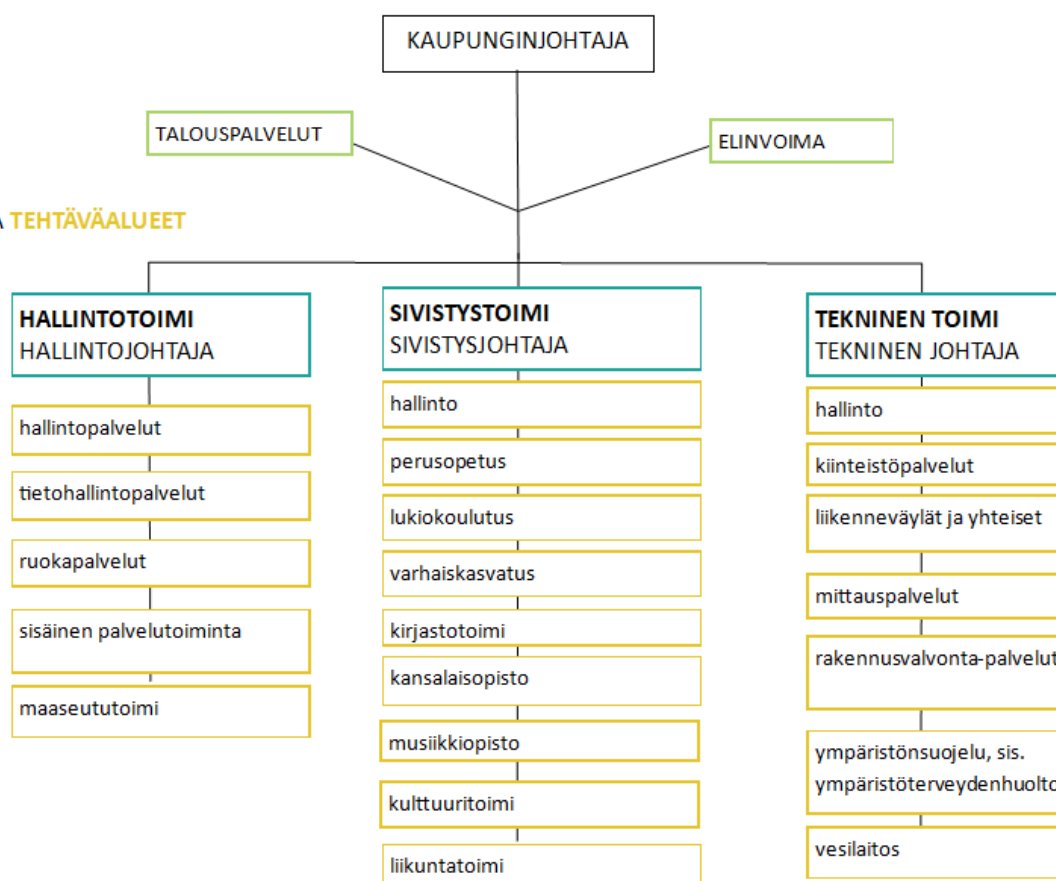 KAUPUNGINJOHTAJA
TALOUSPALVELUT
ELINVOIMA
TEHTÄVÄALUEET
HALLINTOTOIMI
HALLINTOJOHTAJA
hallintopalvelut
tietohallintopalvelut
ruokapalvelut
sisäinen palvelutoiminta
maaseututoimi
SIVISTYSTOIMI
SIVISTYSJOHTAJA
hallinto
perusopetus
lukiokoulutus
varhaiskasvatus
kirjastotoimi
kansalaisopisto
musiikkiopisto
kulttuuritoimi
liikuntatoimi
TEKNINEN TOIMI
TEKNINEN JOHTAJA
hallinto
kiinteistöpalvelut
liikenneväylät ja yhteiset
mittauspalvelut
rakennusvalvonta-palvelut
ympäristönsuojelu, sis.
ympäristöterveydenhuolto
vesilaitos